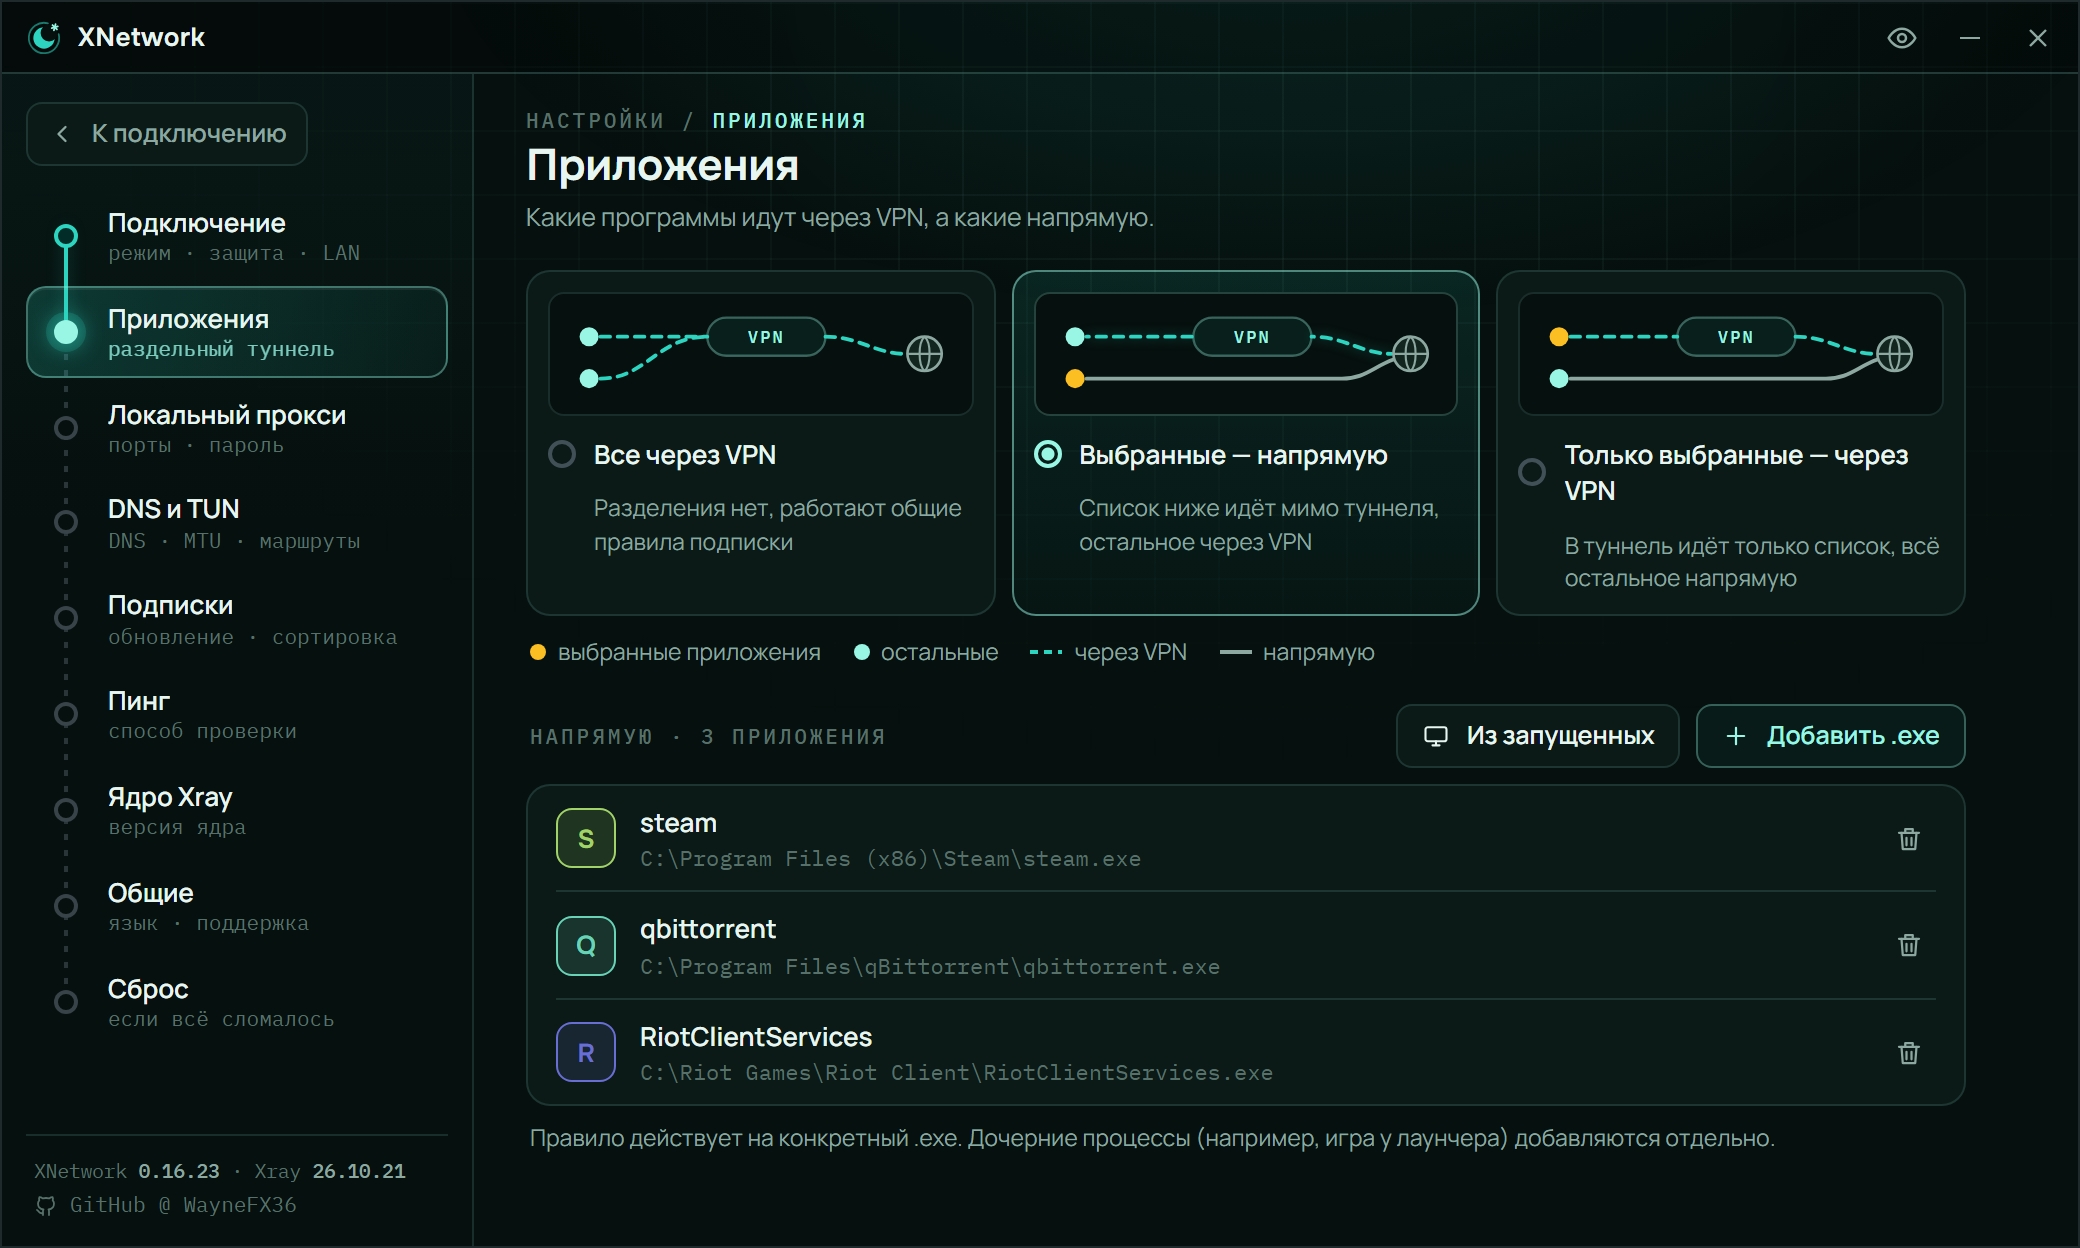 XNetwork
К подключению
Подключение
режим · защита · LAN
Приложения
раздельный туннель
Локальный прокси
порты · пароль
DNS и TUN
DNS · MTU · маршруты
Подписки
обновление · сортировка
Пинг
способ проверки
Ядро Xray
версия ядра
Общие
язык · поддержка
Сброс
если всё сломалось
XNetwork 0.16.23 · Xray 26.10.21
GitHub @ WayneFX36
НАСТРОЙКИ / ПРИЛОЖЕНИЯ
Приложения
Какие программы идут через VPN, а какие напрямую.
VPN
Все через VPN
Разделения нет, работают общие
правила подписки
VPN
Выбранные — напрямую
Список ниже идёт мимо туннеля,
остальное через VPN
VPN
Только выбранные — через
VPN
В туннель идёт только список, всё
остальное напрямую
выбранные приложения остальные через VPN напрямую
НАПРЯМУЮ · 3 ПРИЛОЖЕНИЯ
Из запущенных
Добавить .exe
S
steam
C:\Program Files (x86)\Steam\steam.exe
Q
qbittorrent
C:\Program Files\qBittorrent\qbittorrent.exe
R
RiotClientServices
C:\Riot Games\Riot Client\RiotClientServices.exe
Правило действует на конкретный .exe. Дочерние процессы (например, игра у лаунчера) добавляются отдельно.